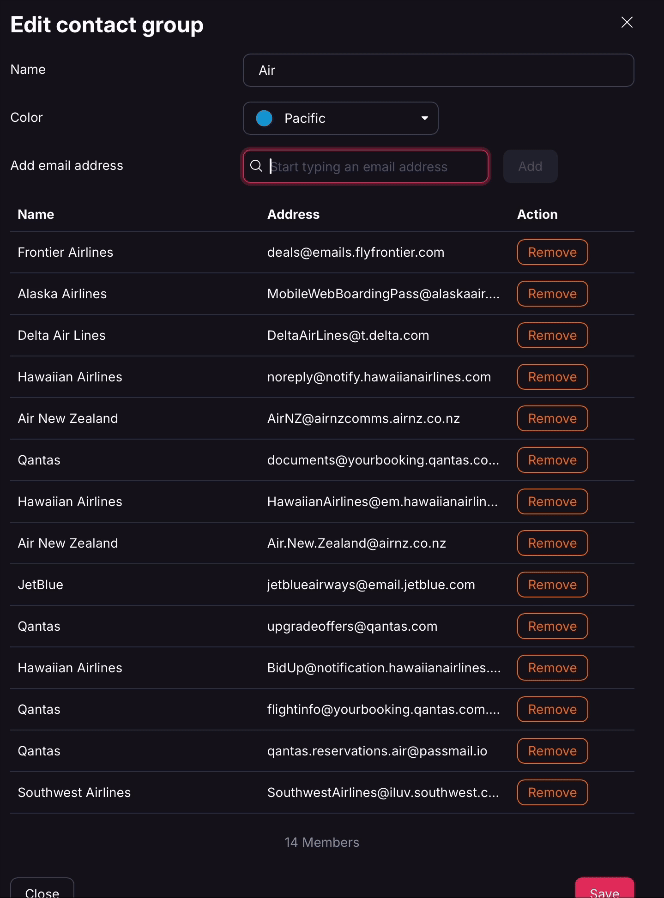 Edit contact group
Name Air
Color Pacific
Add email address Start typing an email address Add
Name Address Action
Frontier Airlines deals@emails.flyfrontier.com Remove
Alaska Airlines MobileWebBoardingPass@alaskaair.... Remove
Delta Air Lines DeltaAirLines@t.delta.com Remove
Hawaiian Airlines noreply@notify.hawaiianairlines.com Remove
Air New Zealand AirNZ@airnzcomms.airnz.co.nz Remove
Qantas documents@yourbooking.qantas.co... Remove
Hawaiian Airlines HawaiianAirlines@em.hawaiianairlin... Remove
Air New Zealand Air.New.Zealand@airnz.co.nz Remove
JetBlue jetblueairways@email.jetblue.com Remove
Qantas upgradeoffers@qantas.com Remove
Hawaiian Airlines BidUp@notification.hawaiianairlines.... Remove
Qantas flightinfo@yourbooking.qantas.com.... Remove
Qantas qantas.reservations.air@passmail.io Remove
Southwest Airlines SouthwestAirlines@iluv.southwest.c... Remove
14 Members
Close Save